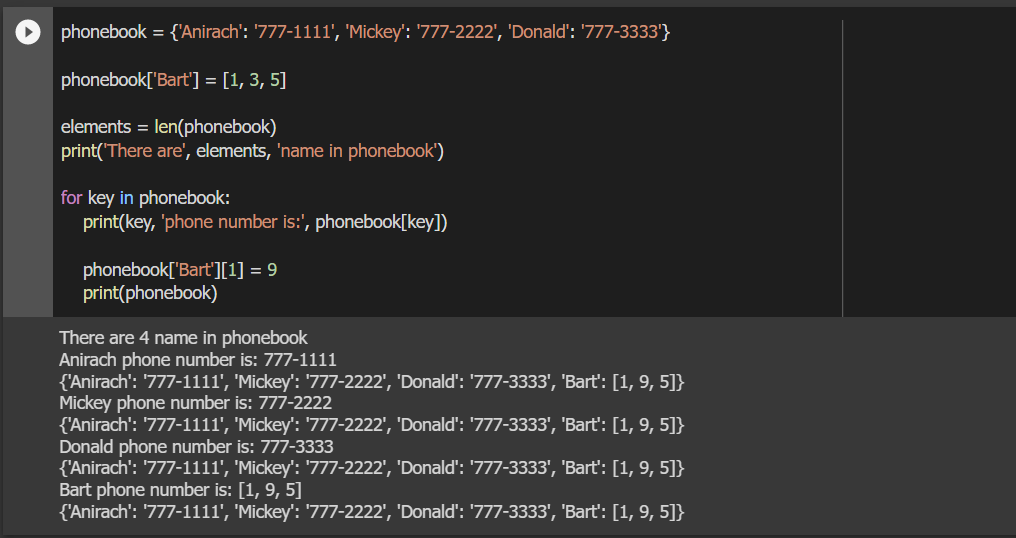 phonebook = {'Anirach': '777-1111', 'Mickey': '777-2222', 'Donald': '777-3333'}
phonebook['Bart'] = [1, 3, 5]
elements = len(phonebook)
print('There are', elements, 'name in phonebook')
for key in phonebook:
    print(key, 'phone number is:', phonebook[key])
    phonebook['Bart'][1] = 9
    print(phonebook)
There are 4 name in phonebook
Anirach phone number is: 777-1111
{'Anirach': '777-1111', 'Mickey': '777-2222', 'Donald': '777-3333', 'Bart': [1, 9, 5]}
Mickey phone number is: 777-2222
{'Anirach': '777-1111', 'Mickey': '777-2222', 'Donald': '777-3333', 'Bart': [1, 9, 5]}
Donald phone number is: 777-3333
{'Anirach': '777-1111', 'Mickey': '777-2222', 'Donald': '777-3333', 'Bart': [1, 9, 5]}
Bart phone number is: [1, 9, 5]
{'Anirach': '777-1111', 'Mickey': '777-2222', 'Donald': '777-3333', 'Bart': [1, 9, 5]}